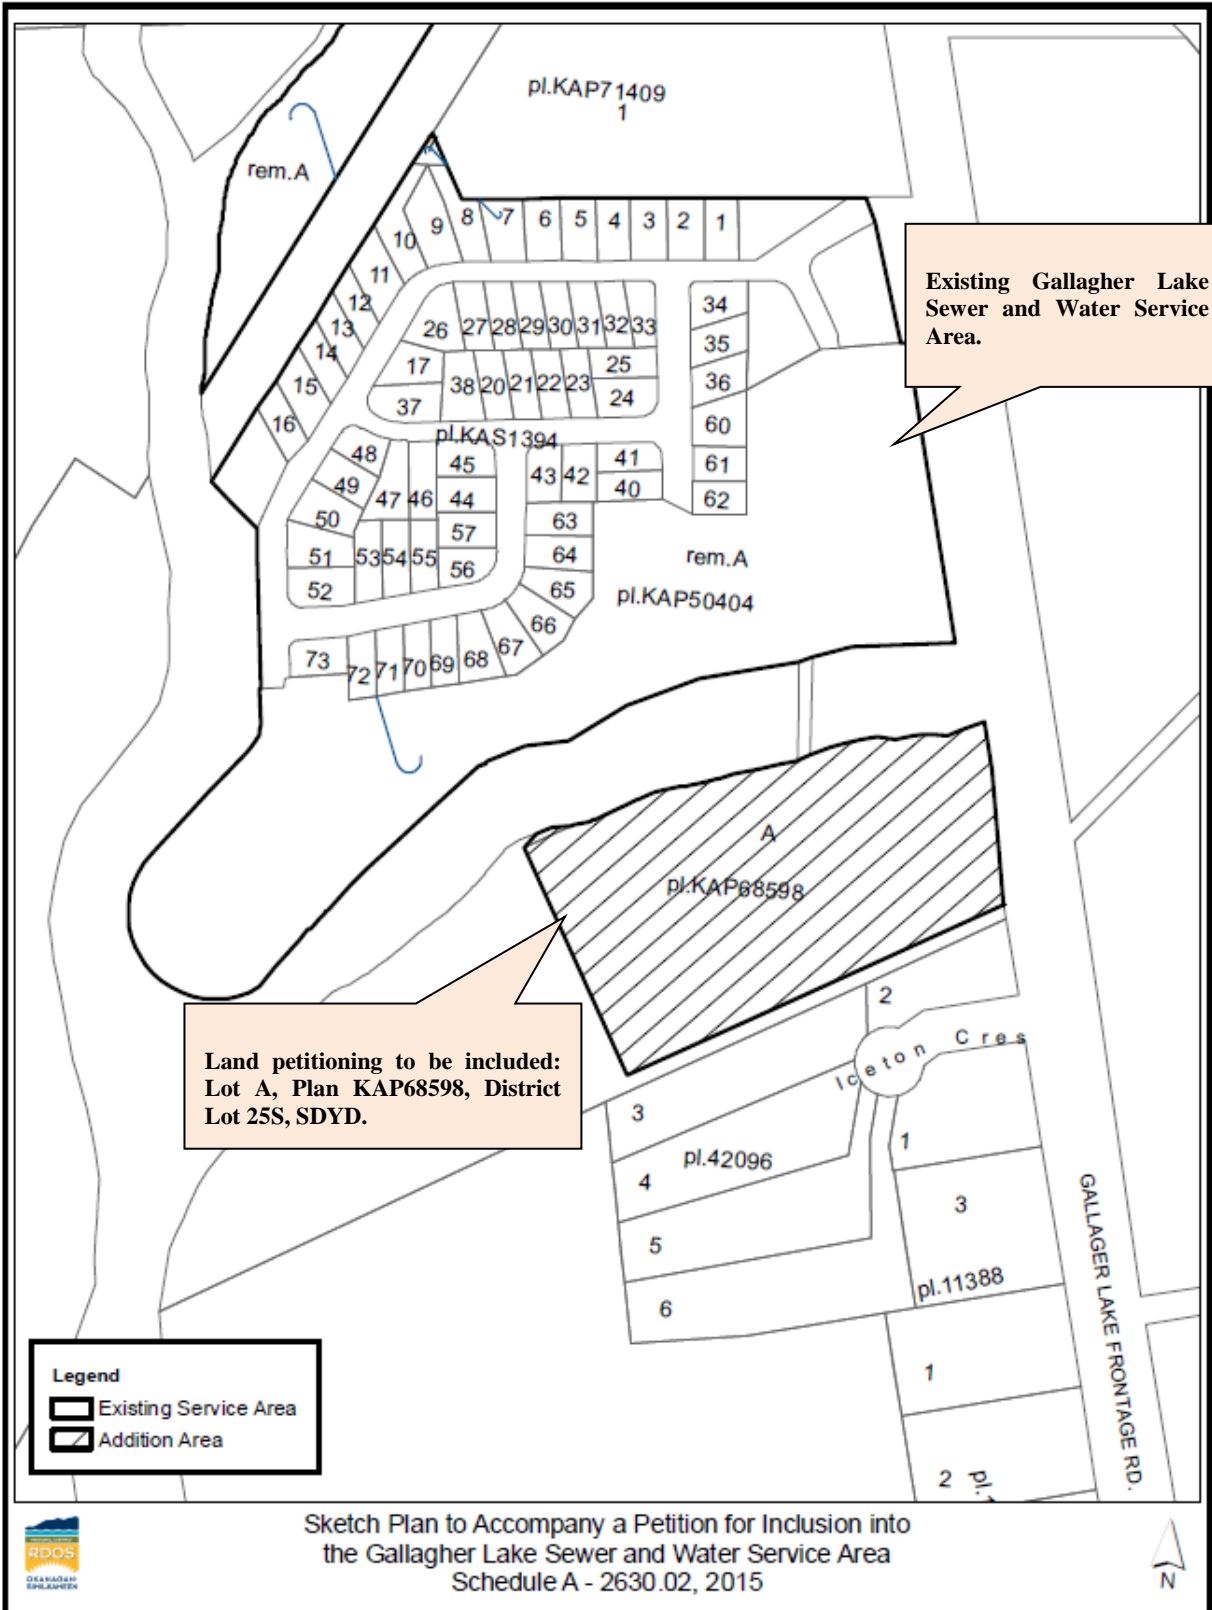 pl.KAP71409
1
rem.A
10 9 8 7 6 5 4 3 2 1
11
12
13
14
15
16
26 27 28 29 30 31 32 33
34
35
36
60
61
62
17
37
38 20 21 22 23
25
24
pl.KAS1394
48
49
50
51
52
47 46
45
44
57
56
53 54 55
43 42
41
40
63
64
65
66
67
68
69
70
71
72
73
rem.A
pl.KAP50404
Existing Gallagher Lake
Sewer and Water Service
Area.
A
pl.KAP68598
Land petitioning to be included:
Lot A, Plan KAP68598, District
Lot 25S, SDYD.
2
Iceton Cres
3
pl.42096
4
5
6
1
3
pl.11388
1
2 pl.1
GALLAGER LAKE FRONTAGE RD.
Legend
Existing Service Area
Addition Area
RDOS
OKANAGAN-
SIMILKAMEEN
Sketch Plan to Accompany a Petition for Inclusion into
the Gallagher Lake Sewer and Water Service Area
Schedule A - 2630.02, 2015
N